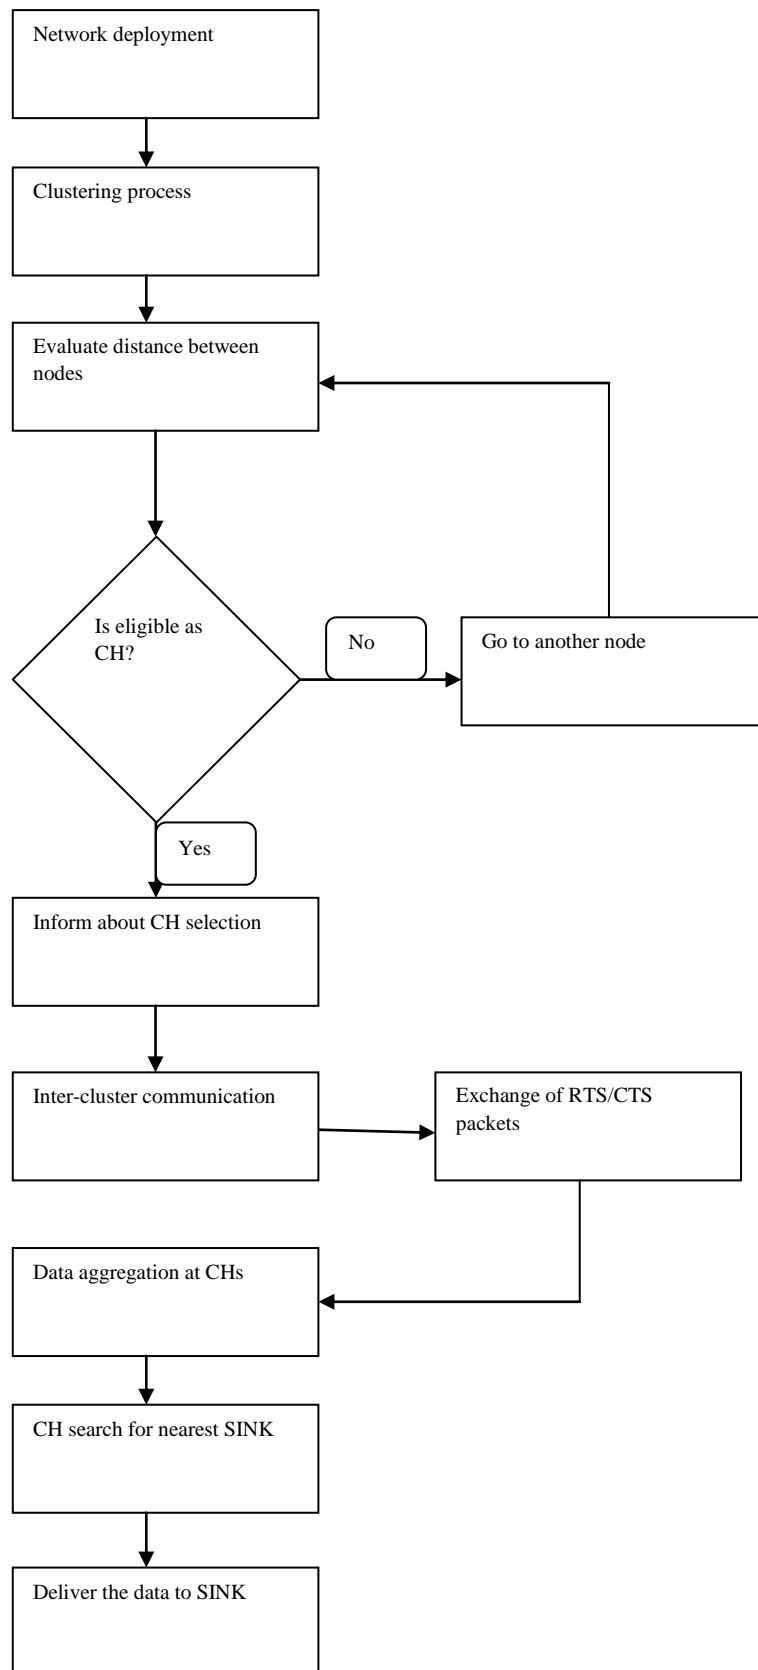 Network deployment
Clustering process
Evaluate distance between
nodes
Is eligible as
CH?
No
Go to another node
Yes
Inform about CH selection
Inter-cluster communication
Exchange of RTS/CTS
packets
Data aggregation at CHs
CH search for nearest SINK
Deliver the data to SINK